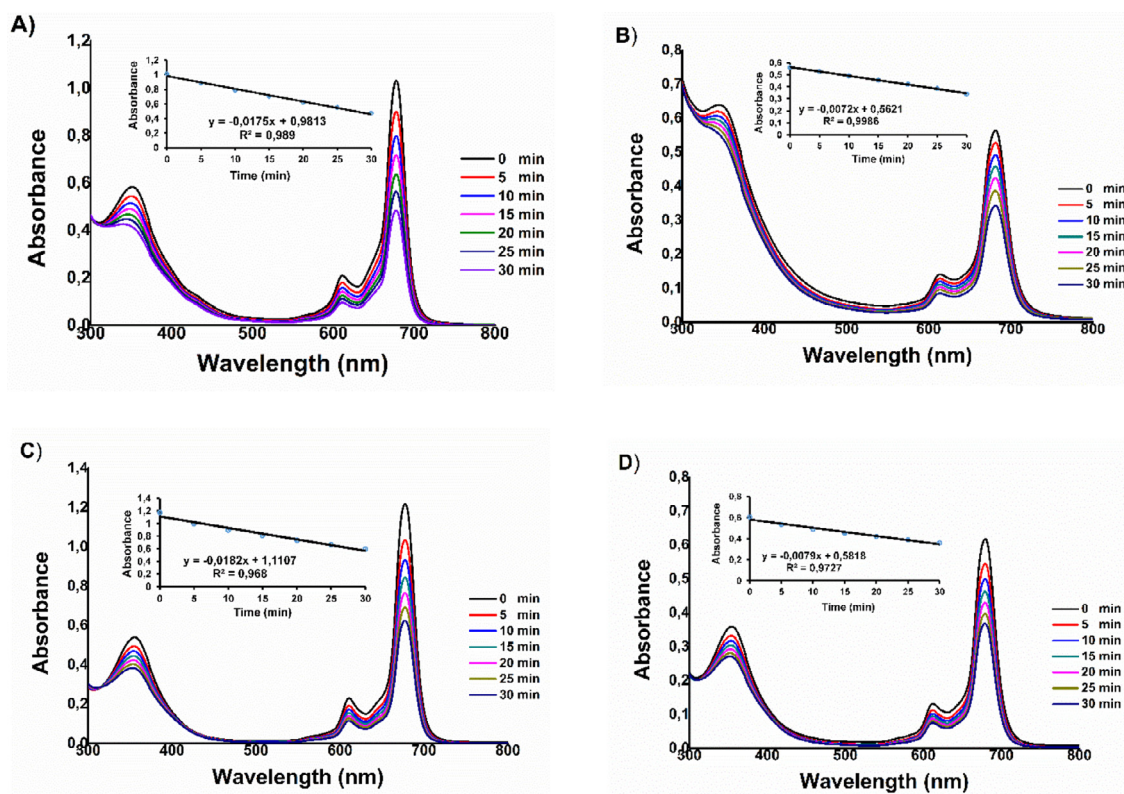 A)
Absorbance
1,2
1,0
0,8
0,6
0,4
0,2
0,0
300 400 500 600 700 800
Wavelength (nm)
Absorbance
1,2
1
0,8
0,6
0,4
0,2
0
0 5 10 15 20 25 30
Time (min)
y = -0,0175x + 0,9813
R² = 0,989
0 min
5 min
10 min
15 min
20 min
25 min
30 min
B)
Absorbance
0,8
0,7
0,6
0,5
0,4
0,3
0,2
0,1
0,0
300 400 500 600 700 800
Wavelength (nm)
Absorbance
0,6
0,5
0,4
0,3
0,2
0,1
0
0 5 10 15 20 25 30
Time (min)
y = -0,0072x + 0,5621
R² = 0,9986
0 min
5 min
10 min
15 min
20 min
25 min
30 min
C)
Absorbance
1,4
1,2
1,0
0,8
0,6
0,4
0,2
0,0
300 400 500 600 700 800
Wavelength (nm)
Absorbance
1,4
1,2
1
0,8
0,6
0,4
0,2
0
0 5 10 15 20 25 30
Time (min)
y = -0,0182x + 1,1107
R² = 0,968
0 min
5 min
10 min
15 min
20 min
25 min
30 min
D)
Absorbance
0,8
0,7
0,6
0,5
0,4
0,3
0,2
0,1
0,0
300 400 500 600 700 800
Wavelength (nm)
Absorbance
0,8
0,6
0,4
0,2
0
0 5 10 15 20 25 30
Time (min)
y = -0,0079x + 0,5818
R² = 0,9727
0 min
5 min
10 min
15 min
20 min
25 min
30 min